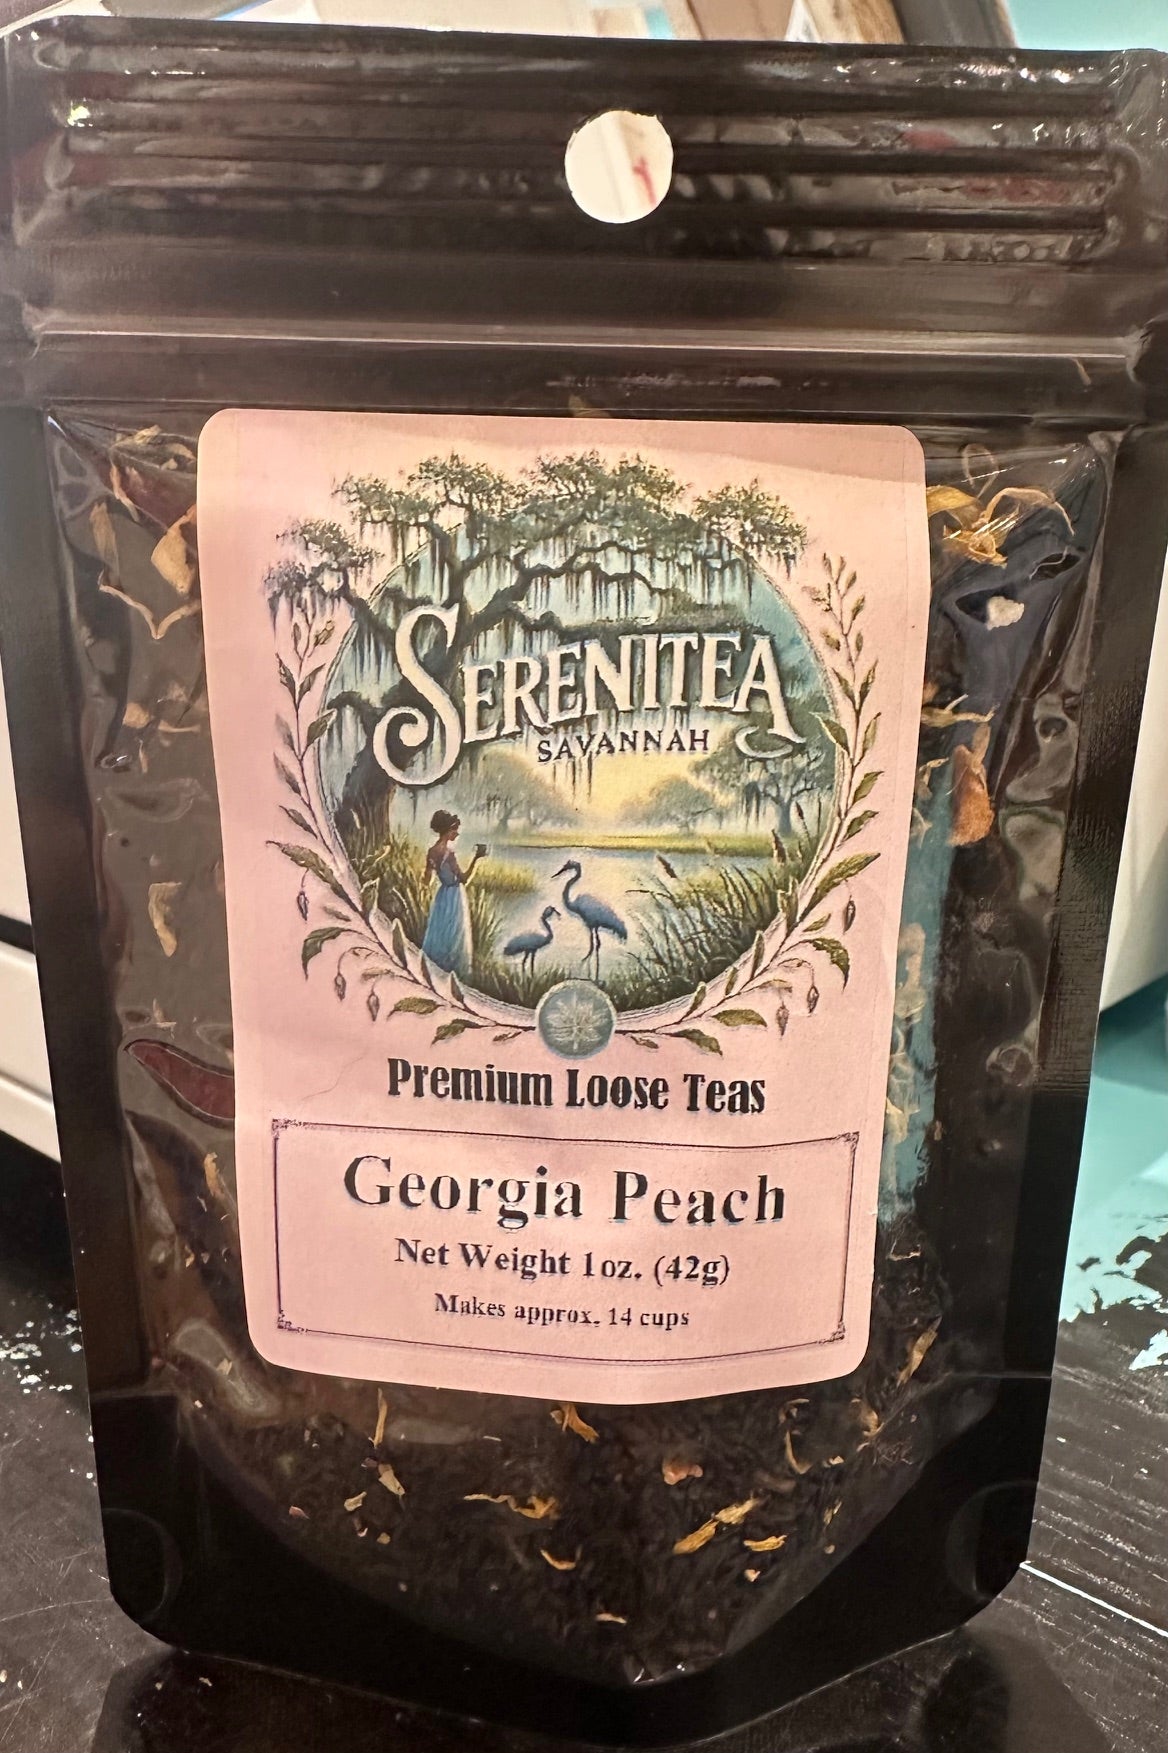 SERENITEA
SAVANNAH
Premium Loose Teas
Georgia Peach
Net Weight 1oz. (42g)
Makes approx. 14 cups